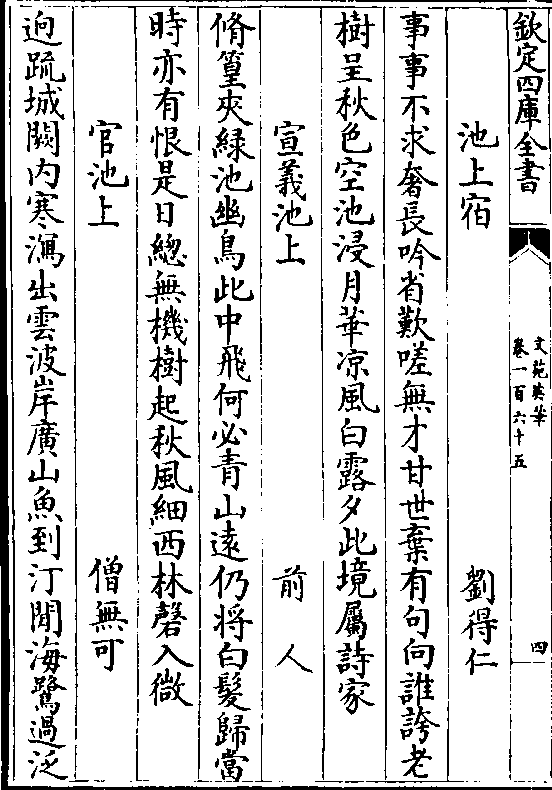 欽定四庫全書
文苑英華
卷一百六十五
四
池上宿 劉得仁
事事不求奢長吟省歎嗟無才甘世棄有句向誰誇老
樹呈秋色空池浸月華凉風白露夕此境屬詩家
宣義池上 前人
脩篁夾緑池幽鳥此中飛何必青山遠仍將白髮歸當
時亦有恨是日總無機樹起秋風細西林磬入微
官池上 僧無可
迥疏城闕内寒瀉出雲波岸廣山魚到汀閒海鷺過泛